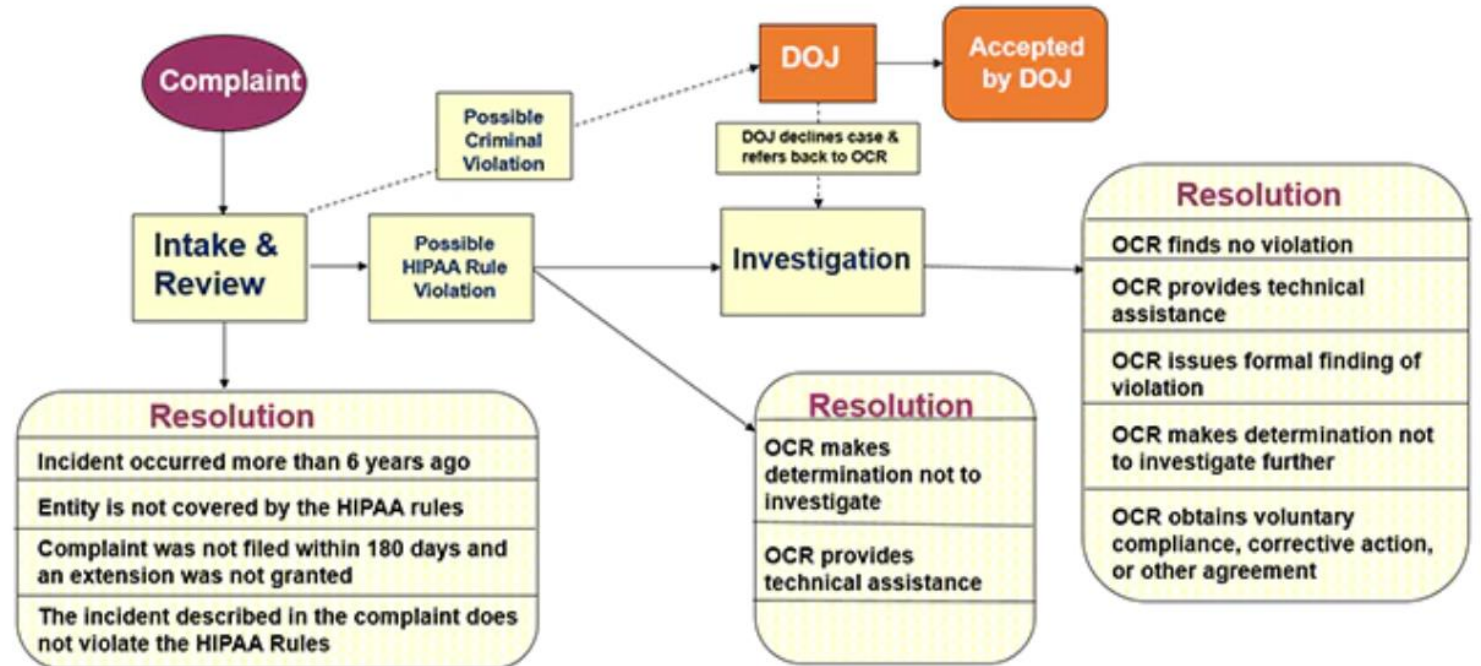 Complaint
Possible
Criminal
Violation
DOJ
Accepted
by DOJ
DOJ declines case &
refers back to OCR
Intake &
Review
Possible
HIPAA Rule
Violation
Investigation
Resolution
OCR finds no violation
OCR provides technical
assistance
OCR issues formal finding of
violation
OCR makes determination not
to investigate further
OCR obtains voluntary
compliance, corrective action,
or other agreement
Resolution
Incident occurred more than 6 years ago
Entity is not covered by the HIPAA rules
Complaint was not filed within 180 days and
an extension was not granted
The incident described in the complaint does
not violate the HIPAA Rules
Resolution
OCR makes
determination not to
investigate
OCR provides
technical assistance